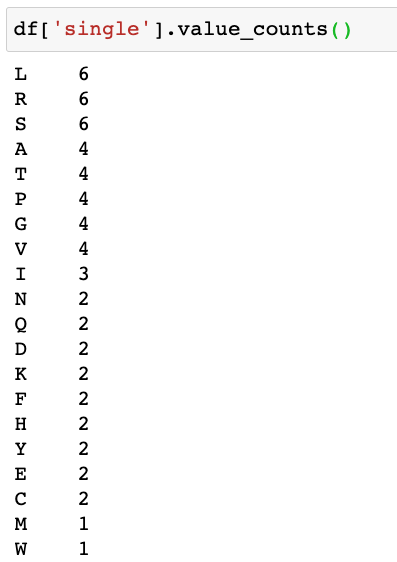 df['single'].value_counts()
L 6
R 6
S 6
A 4
T 4
P 4
G 4
V 4
I 3
N 2
Q 2
D 2
K 2
F 2
H 2
Y 2
E 2
C 2
M 1
W 1